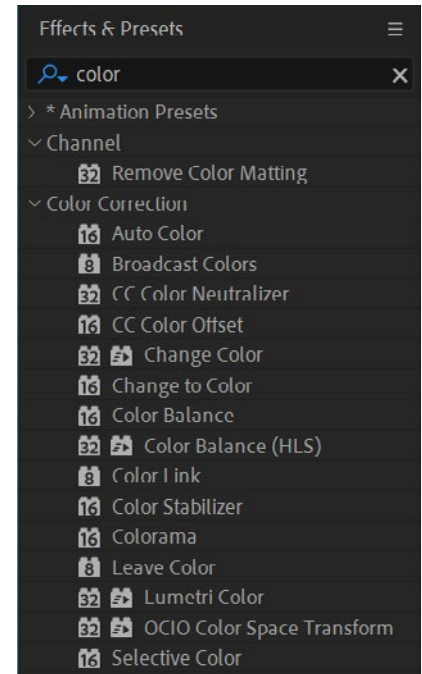 Effects & Presets
color
* Animation Presets
Channel
32 Remove Color Matting
Color Correction
16 Auto Color
8 Broadcast Colors
32 CC Color Neutralizer
16 CC Color Offset
32 Change Color
16 Change to Color
16 Color Balance
32 Color Balance (HLS)
8 Color Link
16 Color Stabilizer
16 Colorama
8 Leave Color
32 Lumetri Color
32 OCIO Color Space Transform
16 Selective Color